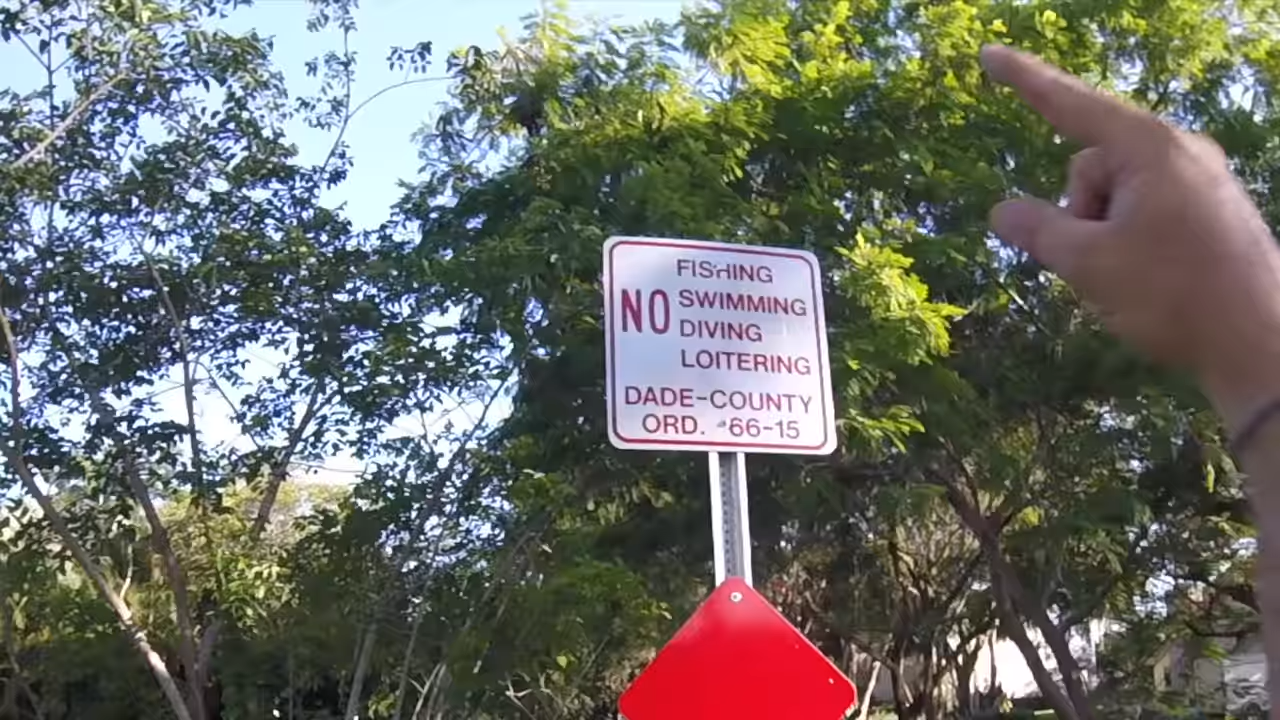 FISHING
NO SWIMMING
DIVING
LOITERING
DADE-COUNTY
ORD. #66-15